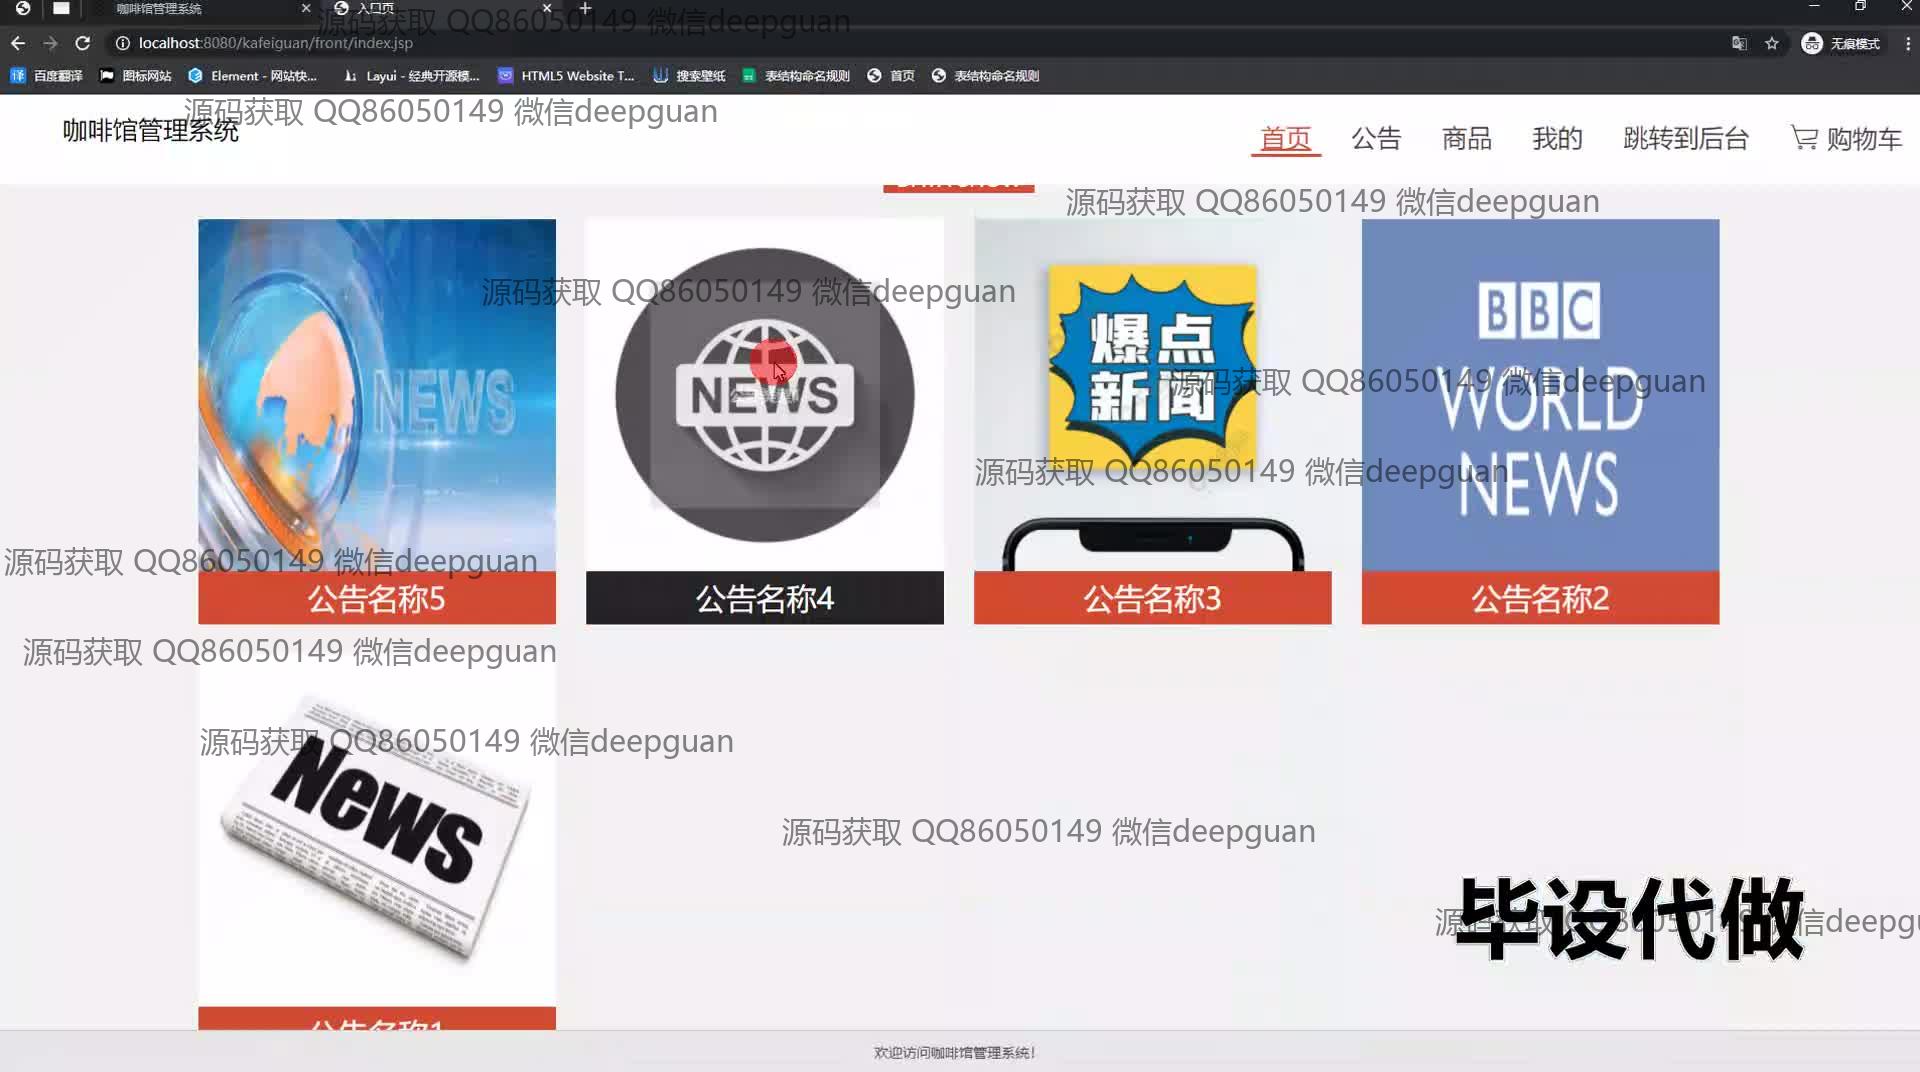 咖啡馆管理系统
入口页
源码获取 QQ86050149 微信deepguan
localhost:8080/kafeiguan/front/index.jsp
无痕模式
百度翻译
图标网站
Element - 网站快...
Layui - 经典开源模...
HTML5 Website T...
搜索壁纸
表结构命名规则
首页
表结构命名规则
源码获取 QQ86050149 微信deepguan
咖啡馆管理系统
首页
公告
商品
我的
跳转到后台
购物车
源码获取 QQ86050149 微信deepguan
源码获取 QQ86050149 微信deepguan
NEWS
NEWS
爆点
新闻
BBC
WORLD
NEWS
源码获取 QQ86050149 微信deepguan
源码获取 QQ86050149 微信deepguan
源码获取 QQ86050149 微信deepguan
公告名称5
公告名称4
公告名称3
公告名称2
源码获取 QQ86050149 微信deepguan
源码获取 QQ86050149 微信deepguan
News
源码获取 QQ86050149 微信deepguan
毕设代做
公告名称1
欢迎访问咖啡馆管理系统!